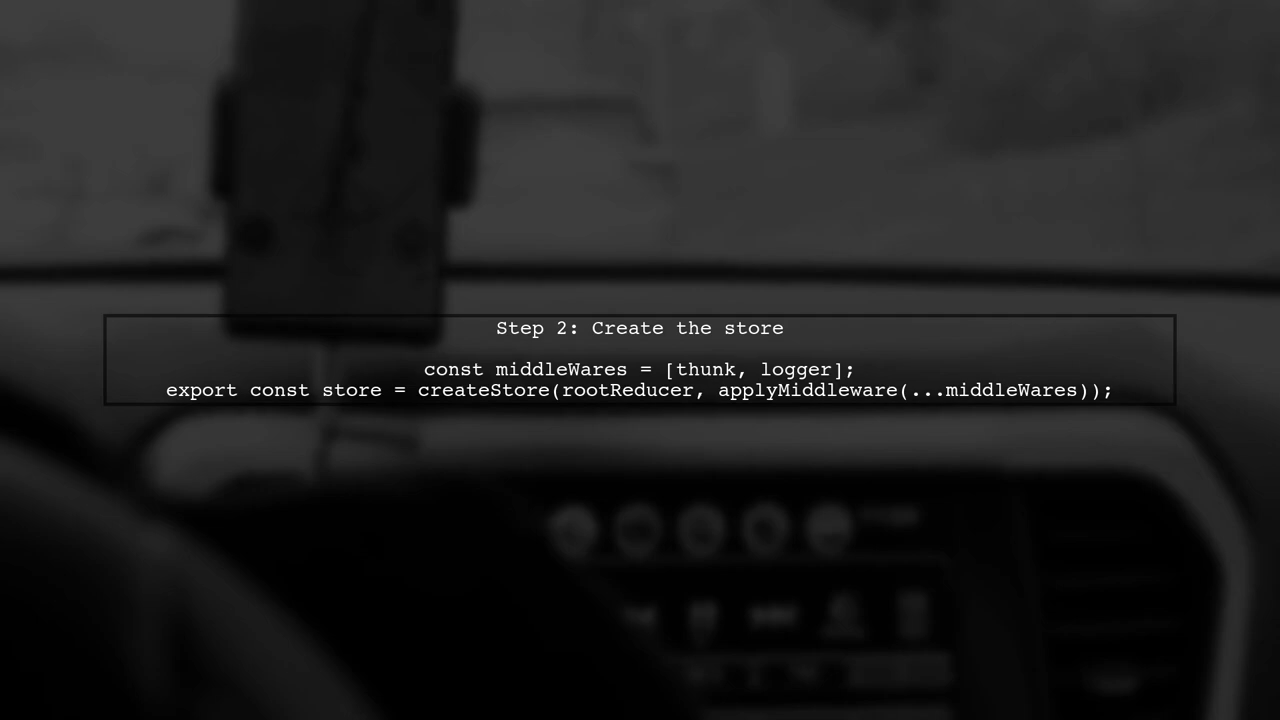 Step 2: Create the store
const middleWares = [thunk, logger];
export const store = createStore(rootReducer, applyMiddleware(...middleWares));